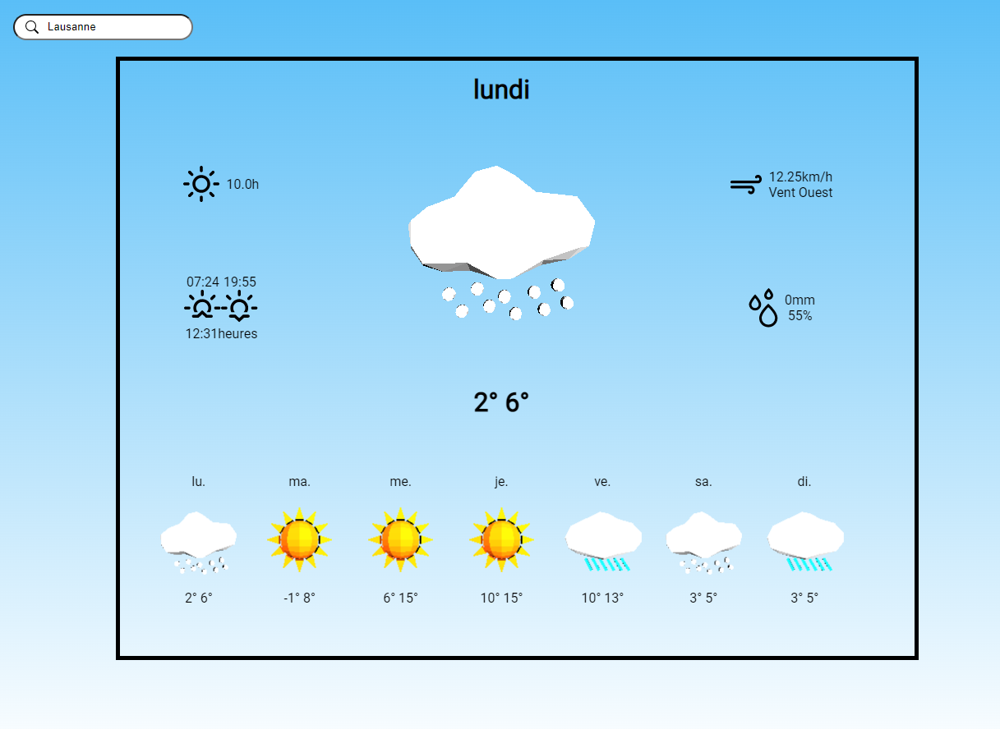 Lausanne
lundi
10.0h
12.25km/h
Vent Ouest
07:24 19:55
12:31heures
0mm
55%
2° 6°
lu. ma. me. je. ve. sa. di.
2° 6° -1° 8° 6° 15° 10° 15° 10° 13° 3° 5° 3° 5°